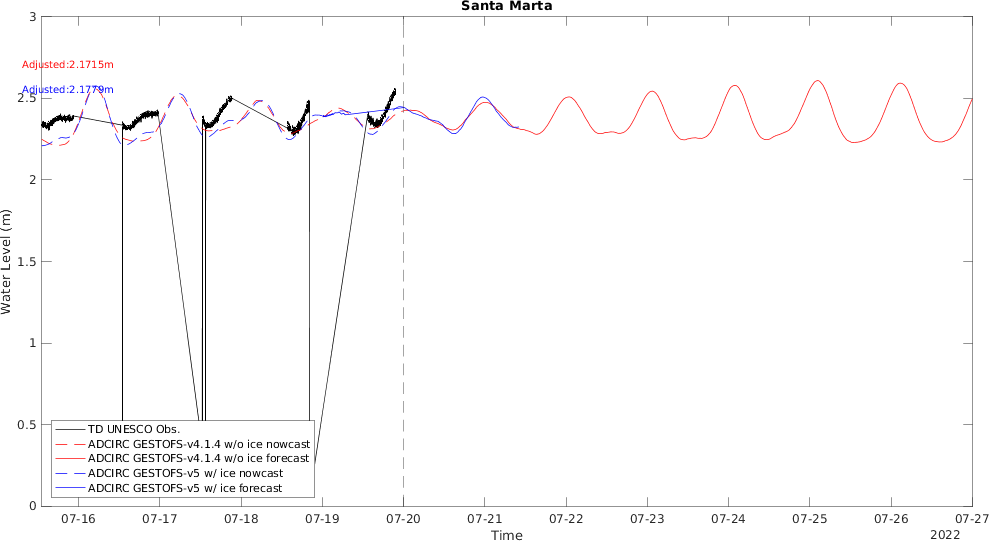 Santa Marta
Adjusted:2.1715m
Adjusted:2.1779m
Water Level (m)
3
2.5
2
1.5
1
0.5
0
TD UNESCO Obs.
ADCIRC GESTOFS-v4.1.4 w/o ice nowcast
ADCIRC GESTOFS-v4.1.4 w/o ice forecast
ADCIRC GESTOFS-v5 w/ ice nowcast
ADCIRC GESTOFS-v5 w/ ice forecast
07-16 07-17 07-18 07-19 07-20 07-21 07-22 07-23 07-24 07-25 07-26 07-27
Time
2022